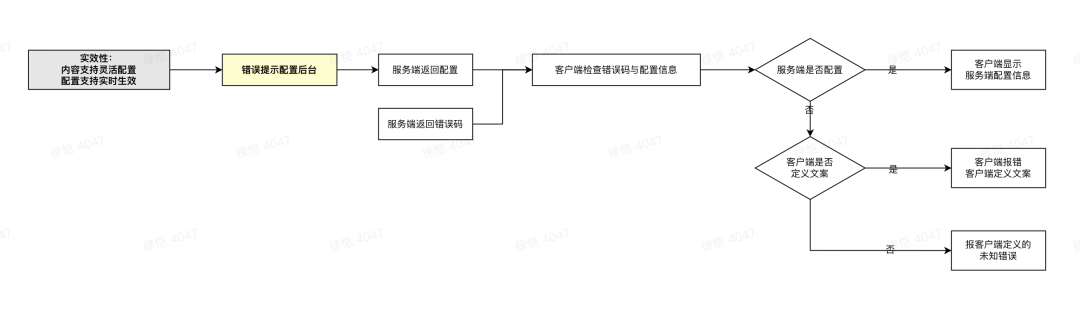 实效性：
内容支持灵活配置
配置支持实时生效
错误提示配置后台
服务端返回配置
服务端返回错误码
客户端检查错误码与配置信息
服务端是否配置
是
客户端显示
服务端配置信息
否
客户端是否
定义文案
是
客户端报错
客户端定义文案
否
报客户端定义的
未知错误
徐恺 4047